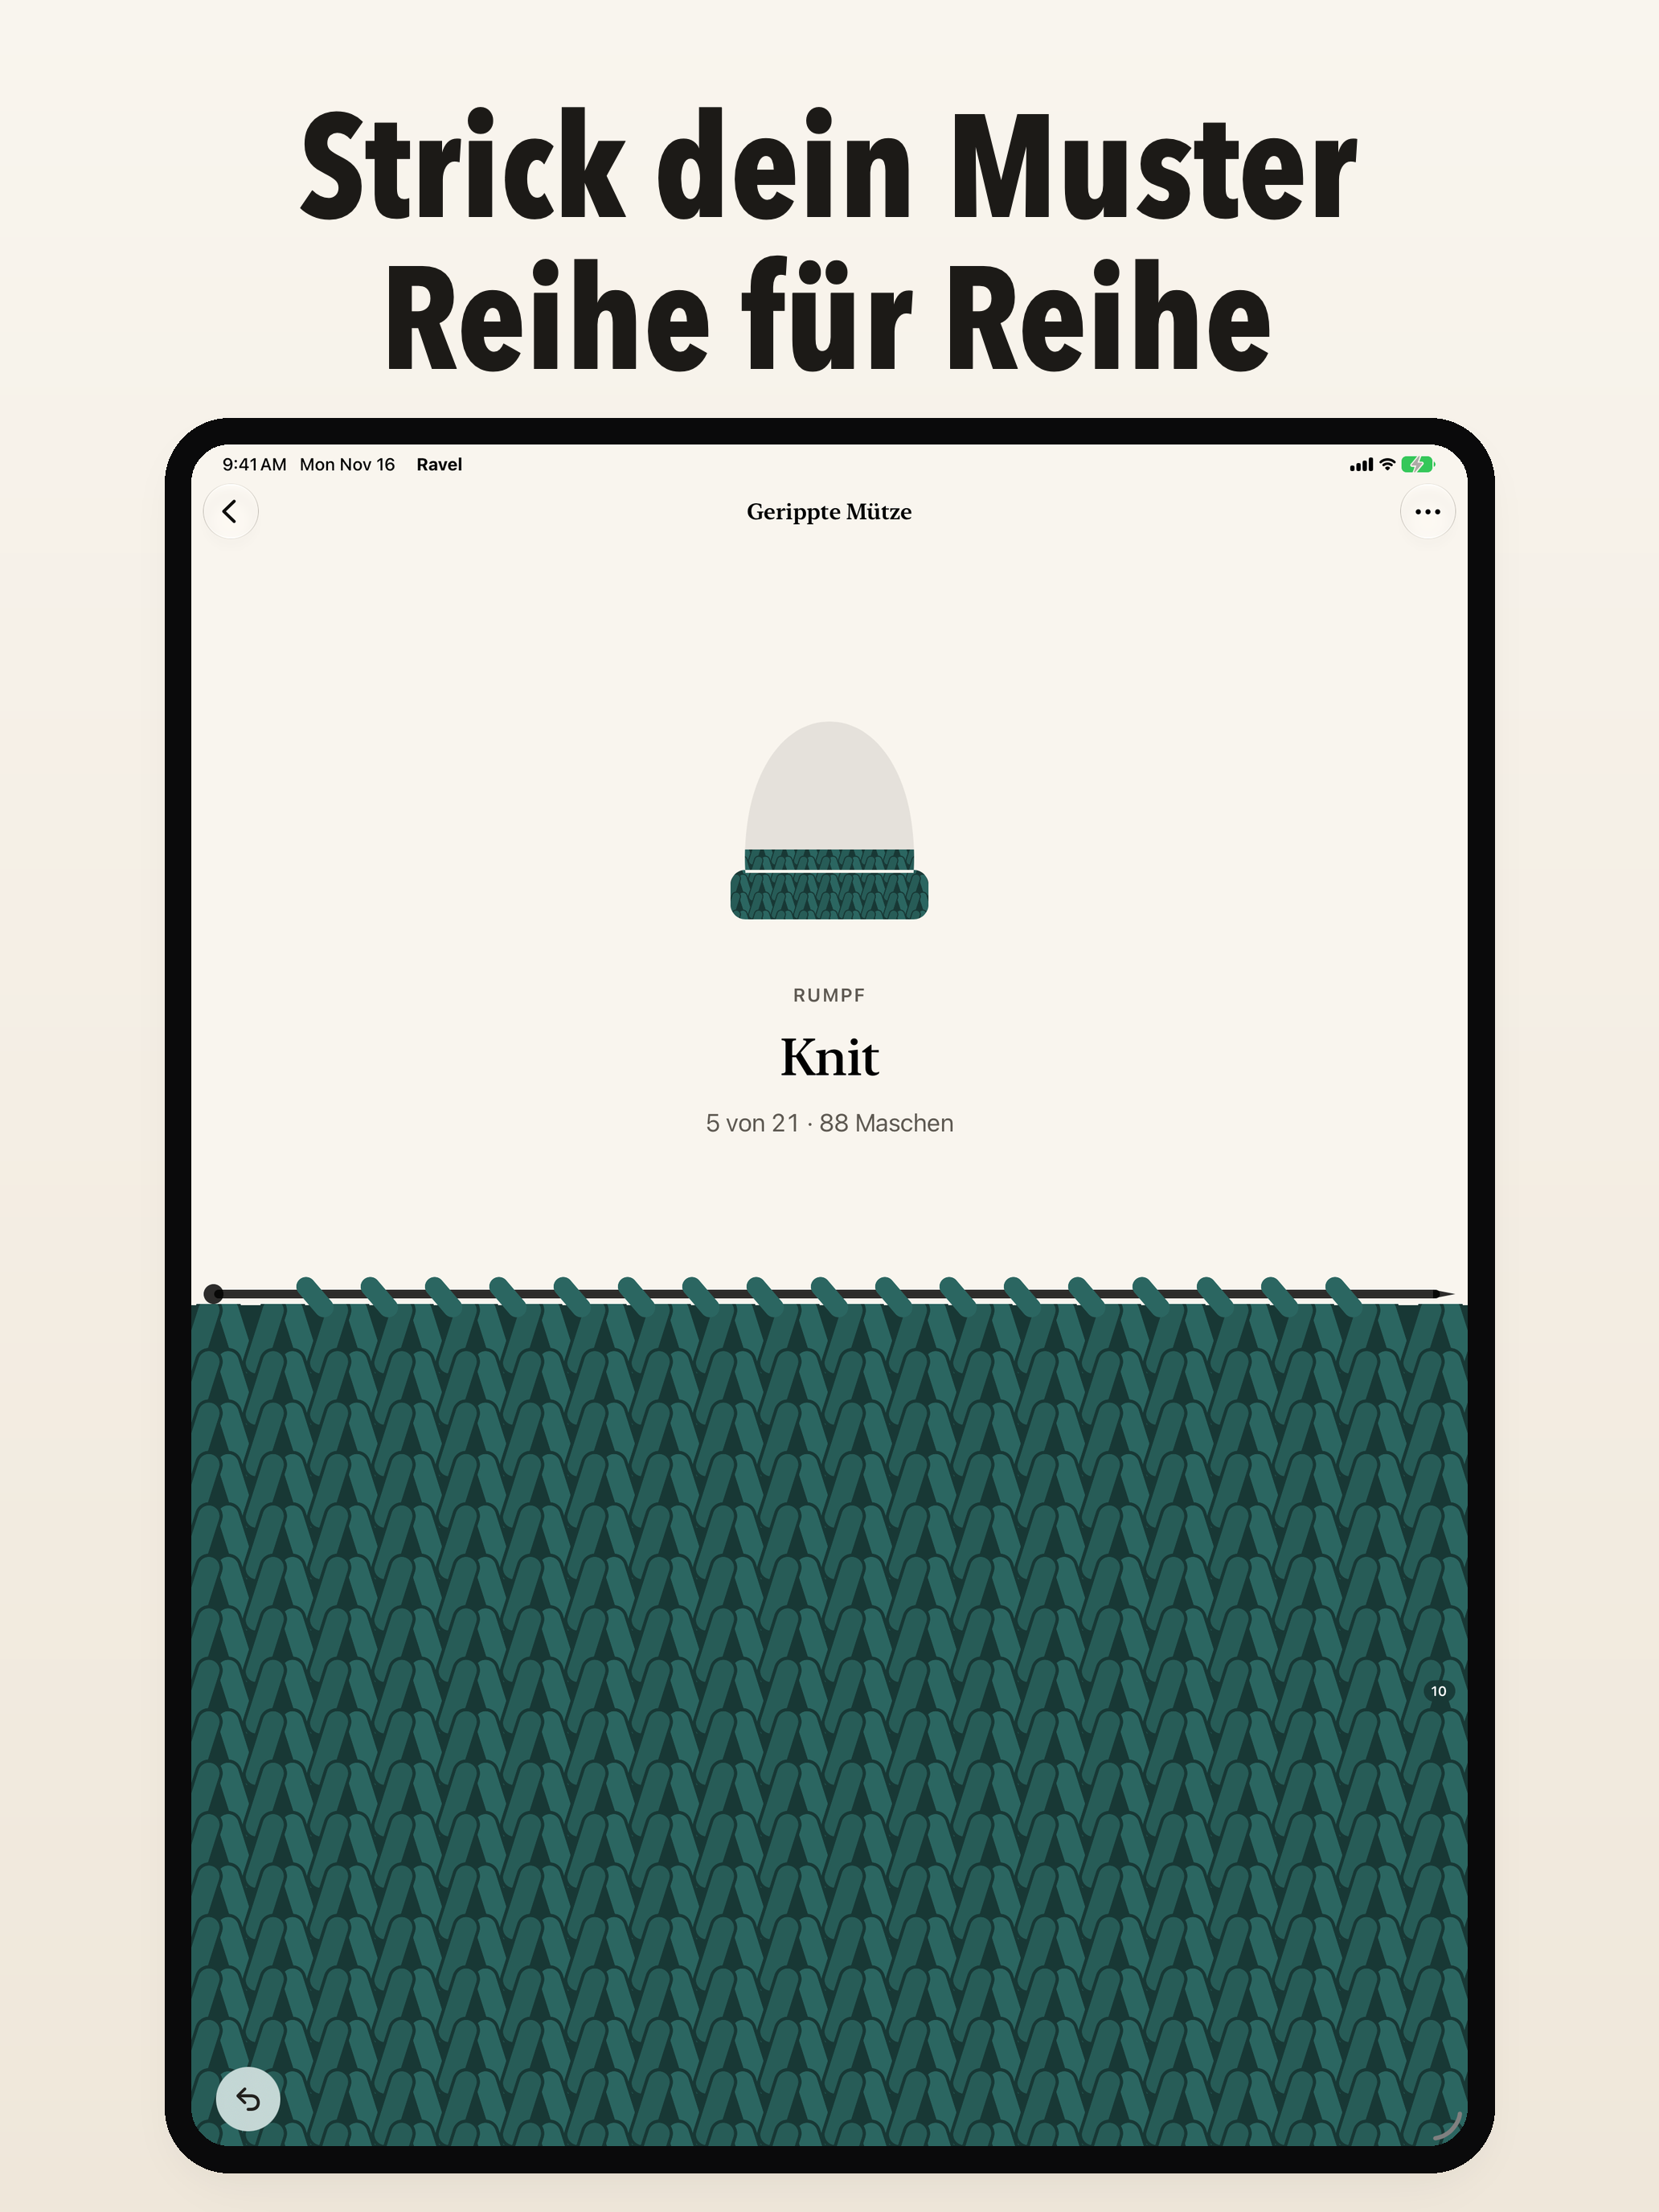 Strick dein Muster
Reihe für Reihe
9:41 AM Mon Nov 16 Ravel
Gerippte Mütze
RUMPF
Knit
5 von 21 · 88 Maschen
10